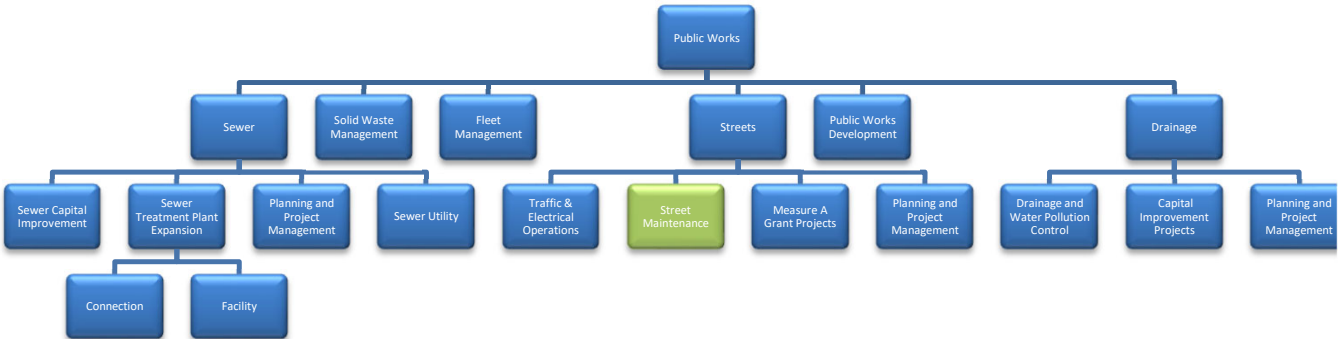 Public Works
Sewer
Solid Waste
Management
Fleet
Management
Streets
Public Works
Development
Drainage
Sewer Capital
Improvement
Sewer
Treatment Plant
Expansion
Planning and
Project
Management
Sewer Utility
Traffic &
Electrical
Operations
Street
Maintenance
Measure A
Grant Projects
Planning and
Project
Management
Drainage and
Water Pollution
Control
Capital
Improvement
Projects
Planning and
Project
Management
Connection
Facility